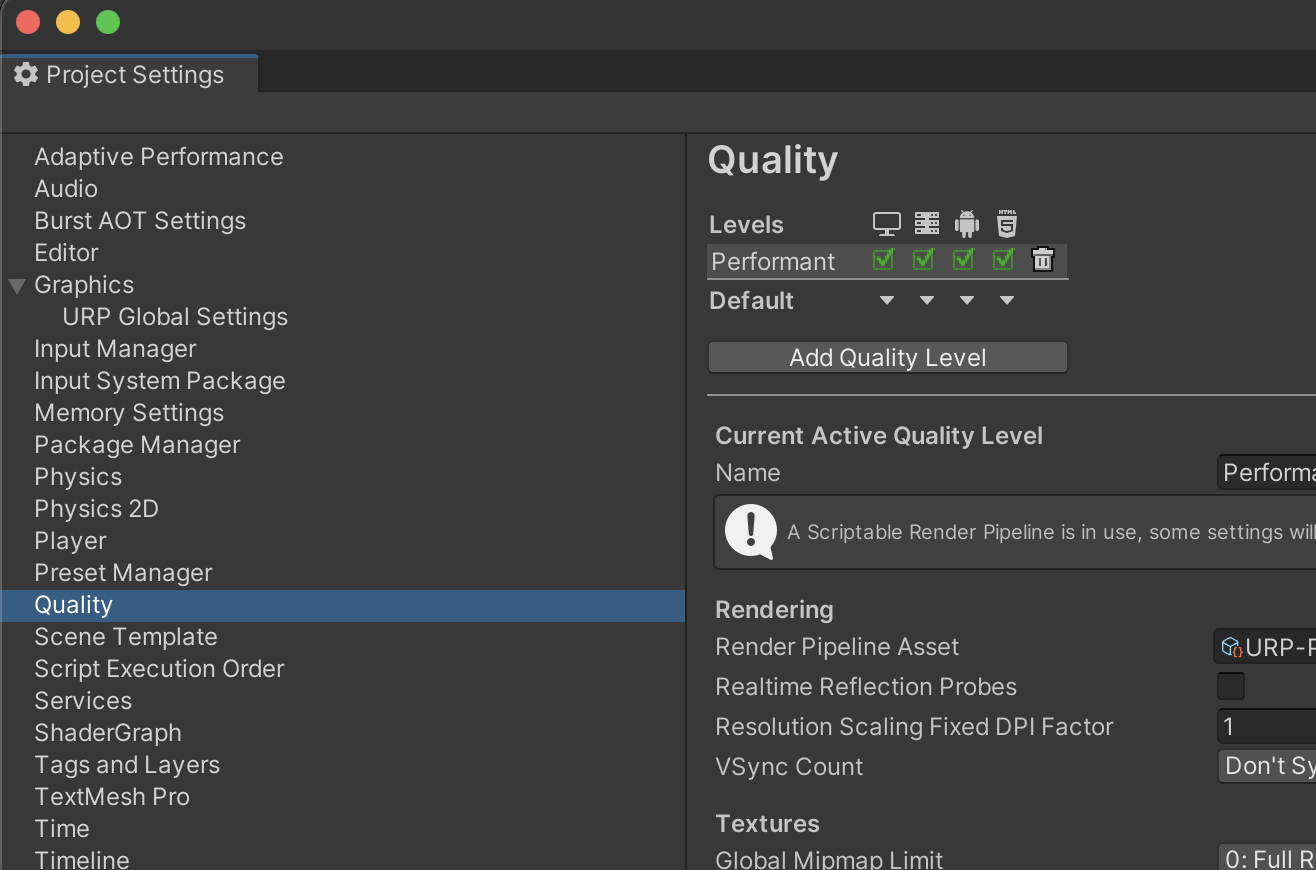 Project Settings
Adaptive Performance
Audio
Burst AOT Settings
Editor
Graphics
URP Global Settings
Input Manager
Input System Package
Memory Settings
Package Manager
Physics
Physics 2D
Player
Preset Manager
Quality
Scene Template
Script Execution Order
Services
ShaderGraph
Tags and Layers
TextMesh Pro
Time
Timeline
Quality
Levels HTML 5
Performant
Default
Add Quality Level
Current Active Quality Level
Name Performa
A Scriptable Render Pipeline is in use, some settings will
Rendering
Render Pipeline Asset URP-P
Realtime Reflection Probes
Resolution Scaling Fixed DPI Factor 1
VSync Count Don't Sy
Textures
Global Mipmap Limit 0: Full R